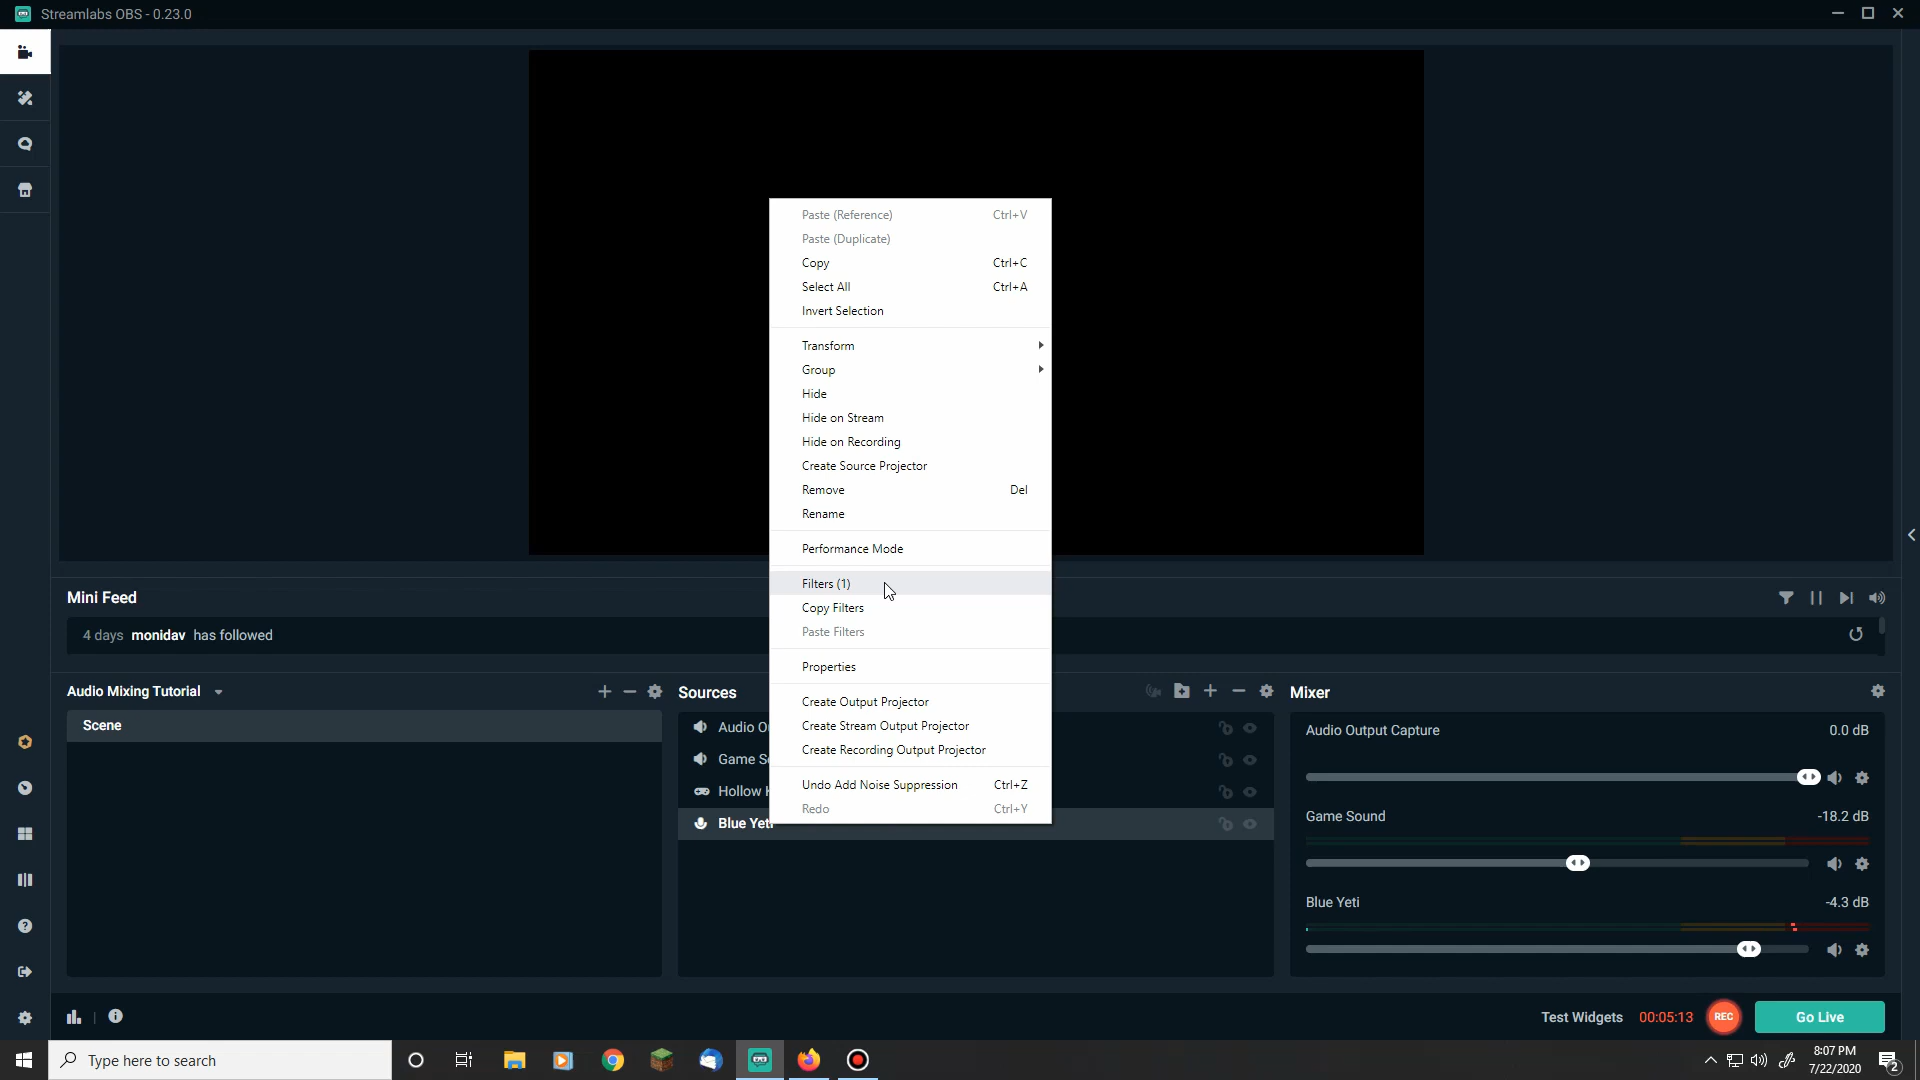 Streamlabs OBS - 0.23.0
Paste (Reference) Ctrl+V
Paste (Duplicate)
Copy Ctrl+C
Select All Ctrl+A
Invert Selection
Transform
Group
Hide
Hide on Stream
Hide on Recording
Create Source Projector
Remove Del
Rename
Performance Mode
Filters (1)
Copy Filters
Paste Filters
Properties
Create Output Projector
Create Stream Output Projector
Create Recording Output Projector
Undo Add Noise Suppression Ctrl+Z
Redo Ctrl+Y
Mini Feed
4 days monidav has followed
Audio Mixing Tutorial
Scene
Sources
Audio O
Game S
Hollow
Blue Yeti
Mixer
Audio Output Capture 0.0 dB
Game Sound -18.2 dB
Blue Yeti -4.3 dB
Test Widgets 00:05:13 REC Go Live
Type here to search
8:07 PM
7/22/2020
2